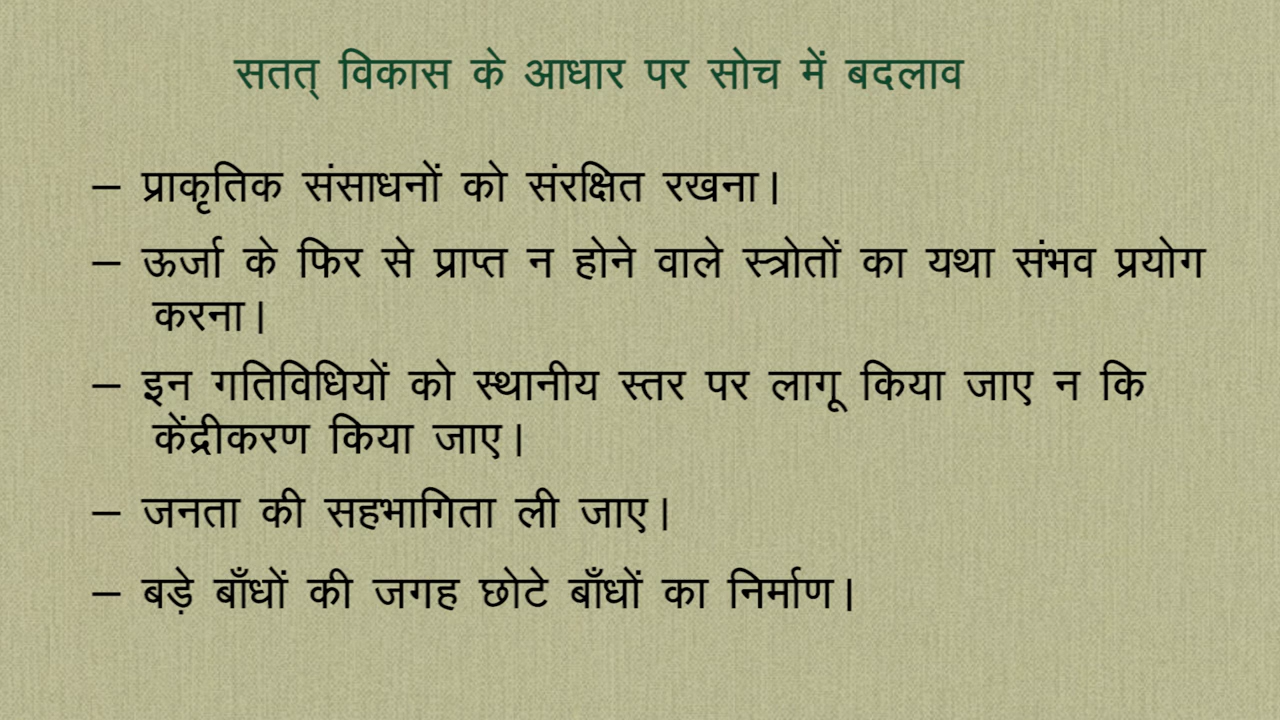 सतत् विकास के आधार पर सोच में बदलाव
– प्राकृतिक संसाधनों को संरक्षित रखना।
– ऊर्जा के फिर से प्राप्त न होने वाले स्त्रोतों का यथा संभव प्रयोग
करना।
– इन गतिविधियों को स्थानीय स्तर पर लागू किया जाए न कि
केंद्रीकरण किया जाए।
– जनता की सहभागिता ली जाए।
– बड़े बाँधों की जगह छोटे बाँधों का निर्माण।